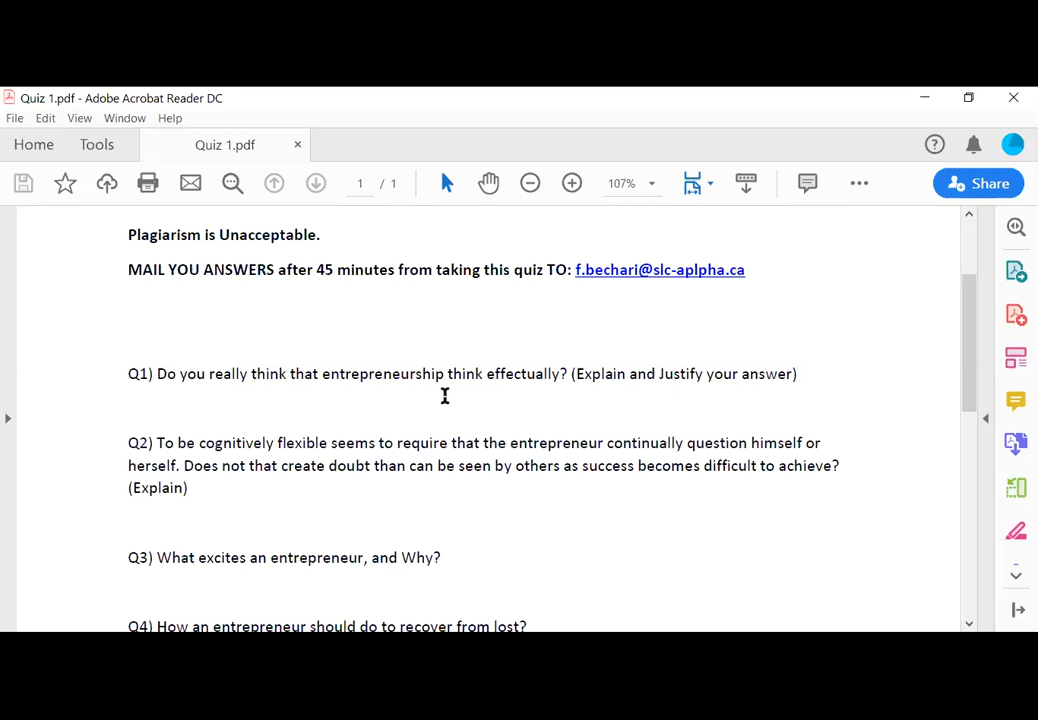 Quiz 1.pdf - Adobe Acrobat Reader DC
File Edit View Window Help
Home Tools Quiz 1.pdf ×
1 / 1 107% Share
Plagiarism is Unacceptable.
MAIL YOU ANSWERS after 45 minutes from taking this quiz TO: f.bechari@slc-aplpha.ca
Q1) Do you really think that entrepreneurship think effectually? (Explain and Justify your answer)
Q2) To be cognitively flexible seems to require that the entrepreneur continually question himself or
herself. Does not that create doubt than can be seen by others as success becomes difficult to achieve?
(Explain)
Q3) What excites an entrepreneur, and Why?
Q4) How an entrepreneur should do to recover from lost?